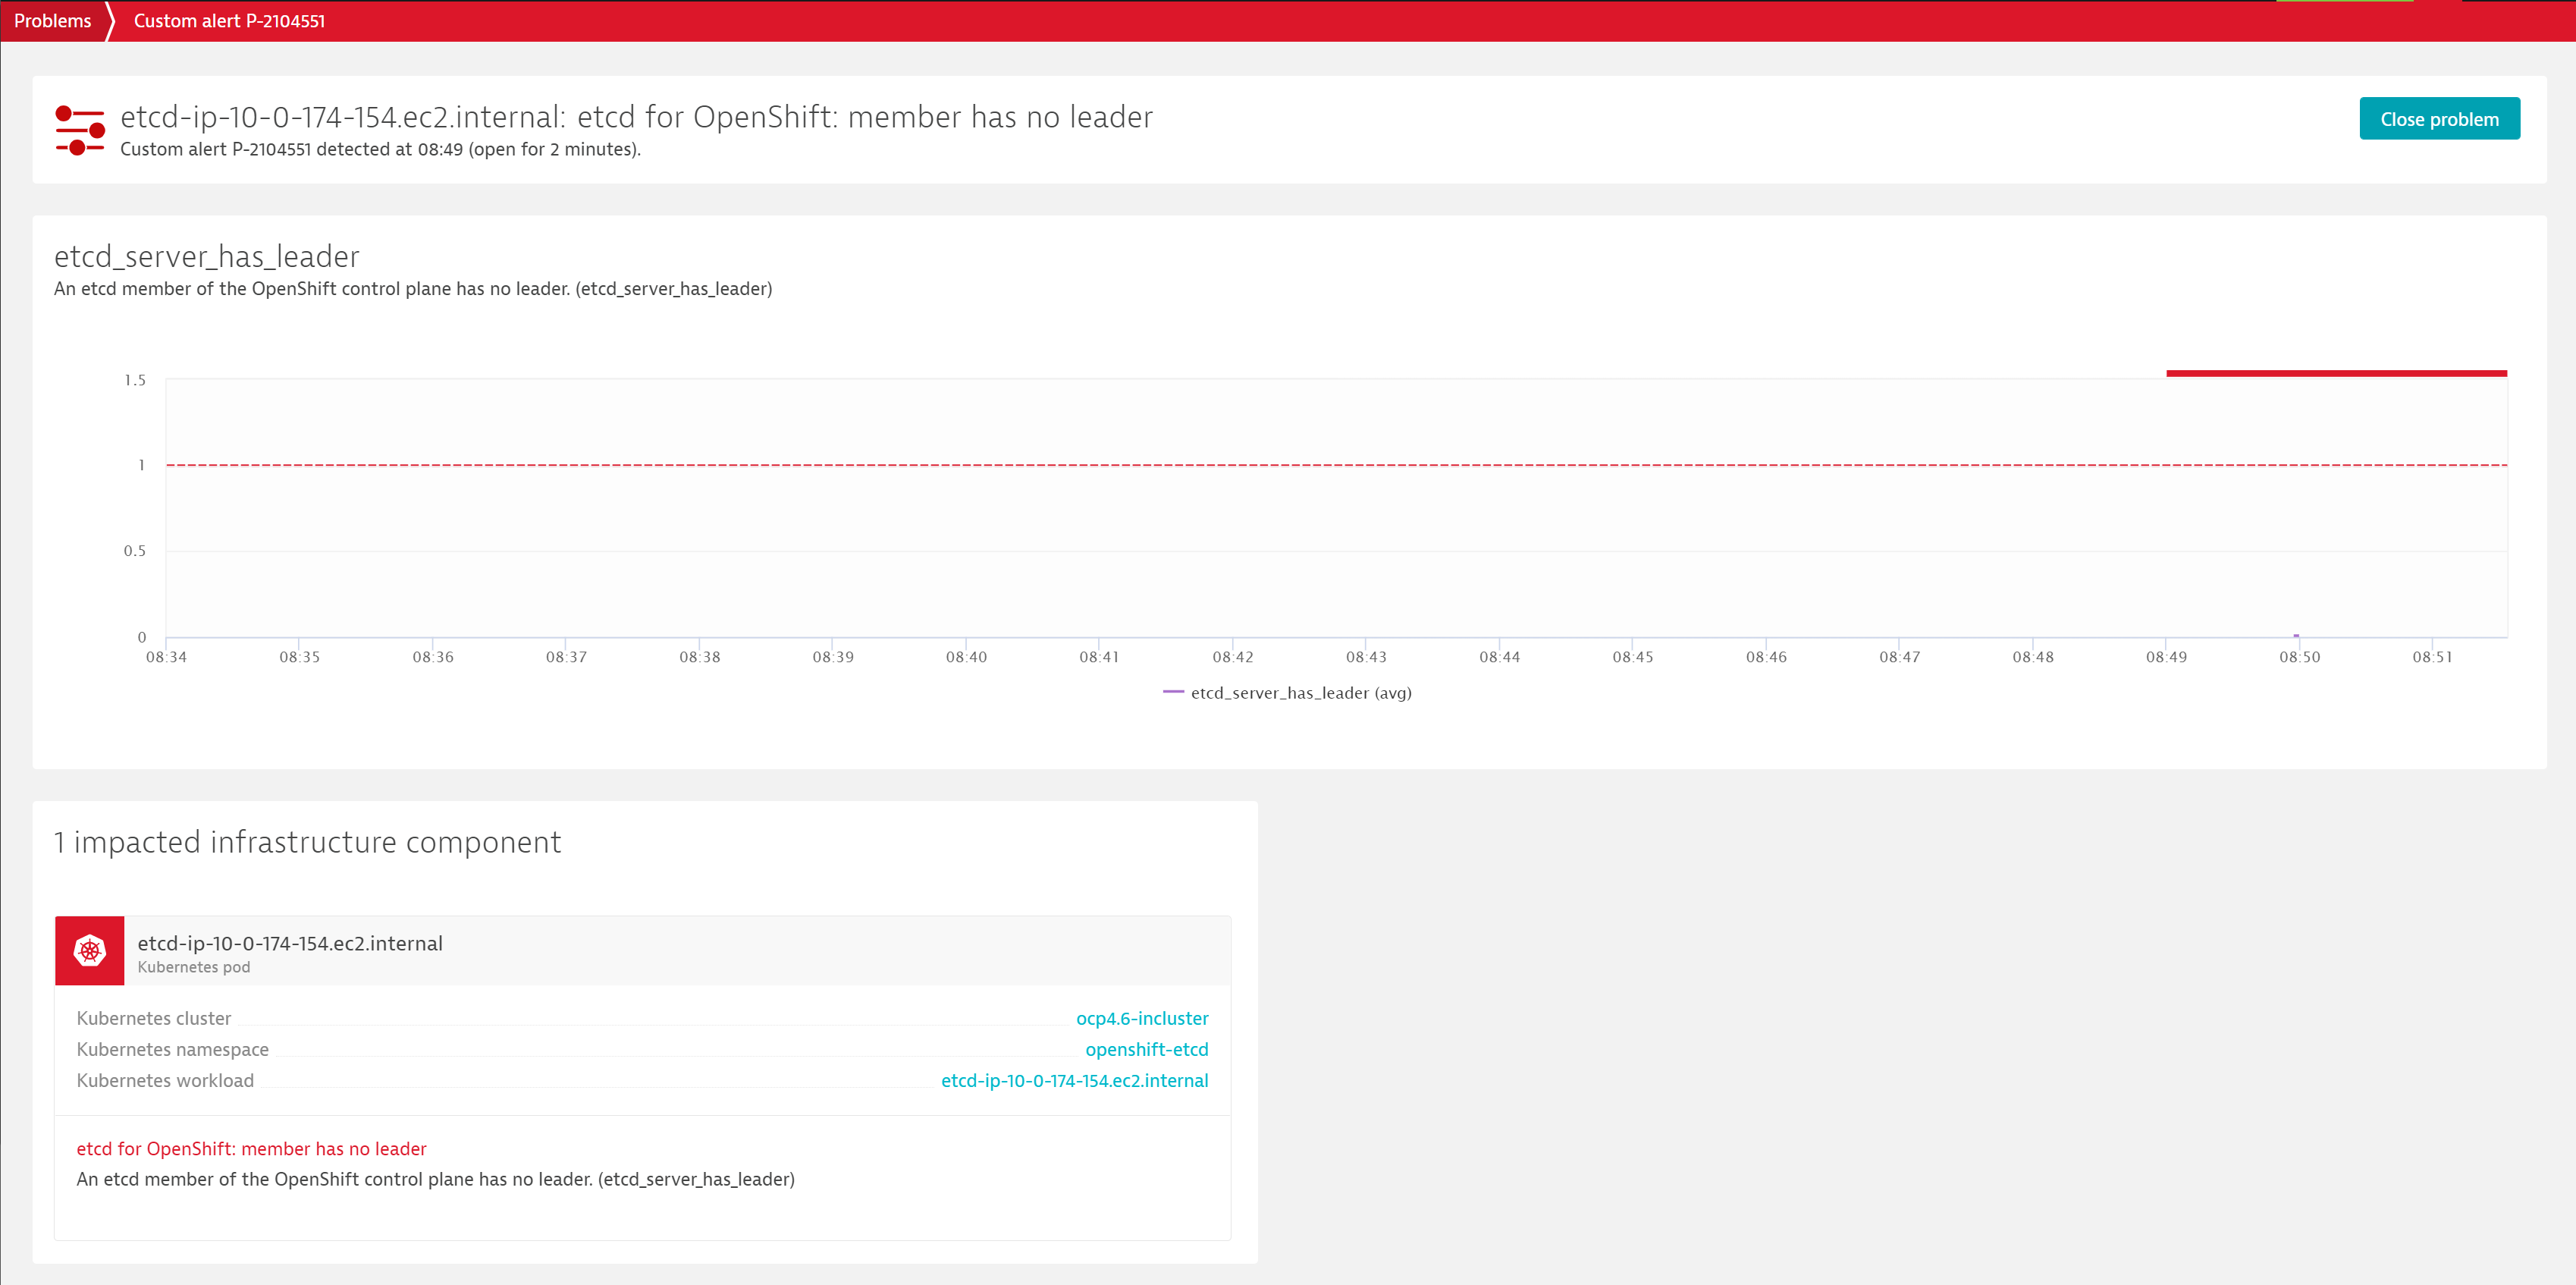 Problems
Custom alert P-2104551
etcd-ip-10-0-174-154.ec2.internal: etcd for OpenShift: member has no leader
Close problem
Custom alert P-2104551 detected at 08:49 (open for 2 minutes).
etcd_server_has_leader
An etcd member of the OpenShift control plane has no leader. (etcd_server_has_leader)
1.5
1
0.5
0
08:34 08:35 08:36 08:37 08:38 08:39 08:40 08:41 08:42 08:43 08:44 08:45 08:46 08:47 08:48 08:49 08:50 08:51
etcd_server_has_leader (avg)
1 impacted infrastructure component
etcd-ip-10-0-174-154.ec2.internal
Kubernetes pod
Kubernetes cluster ocp4.6-incluster
Kubernetes namespace openshift-etcd
Kubernetes workload etcd-ip-10-0-174-154.ec2.internal
etcd for OpenShift: member has no leader
An etcd member of the OpenShift control plane has no leader. (etcd_server_has_leader)